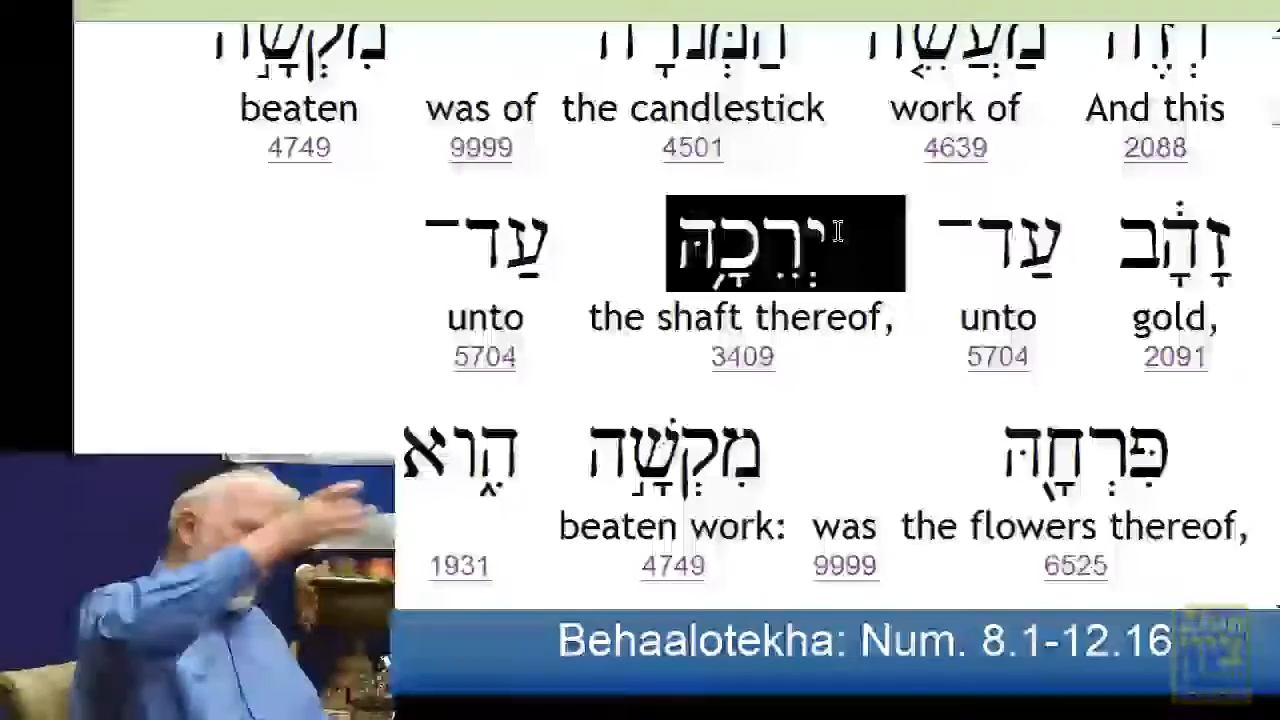 וְזֶ֨ה מַעֲשֵׂ֤ה הַמְּנֹרָה֙ מִקְשָׁ֣ה
And this work of the candlestick was of beaten
2088 4639 4501 9999 4749
זָהָ֔ב עַד־ יְרֵכָ֥הּ עַד־
gold, unto the shaft thereof, unto
2091 5704 3409 5704
פִּרְחָ֖הּ מִקְשָׁ֣ה הִ֑וא
the flowers thereof, was beaten work:
6525 9999 4749 1931
Behaalotekha: Num. 8.1-12.16